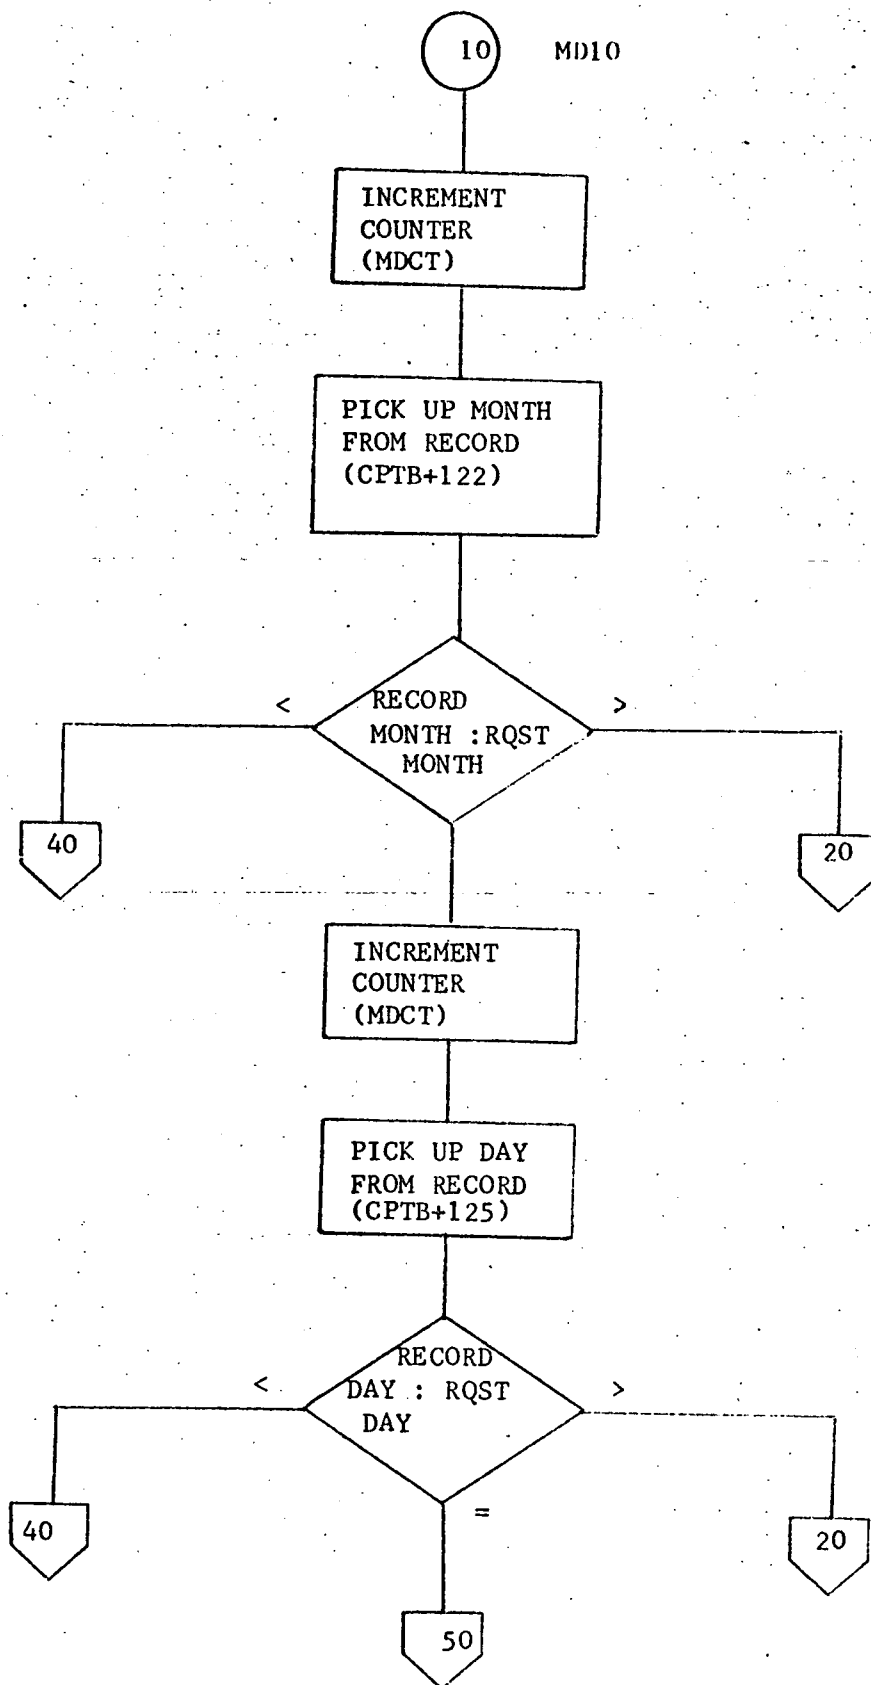 10 MD10
INCREMENT
COUNTER
(MDCT)
PICK UP MONTH
FROM RECORD
(CPTB+122)
< >
RECORD
MONTH :RQST
MONTH
40
20
INCREMENT
COUNTER
(MDCT)
PICK UP DAY
FROM RECORD
(CPTB+125)
< >
RECORD
DAY : RQST
DAY
=
40
20
50